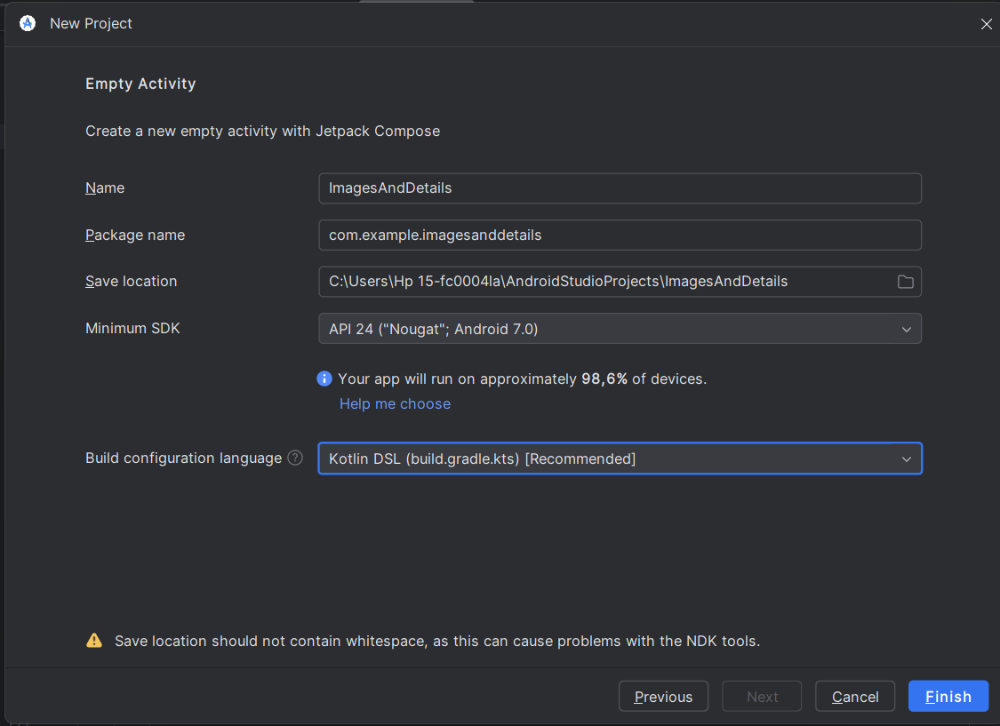 New Project
Empty Activity
Create a new empty activity with Jetpack Compose
Name
ImagesAndDetails
Package name
com.example.imagesanddetails
Save location
C:\Users\Hp 15-fc0004la\AndroidStudioProjects\ImagesAndDetails
Minimum SDK
API 24 ("Nougat"; Android 7.0)
Your app will run on approximately 98,6% of devices.
Help me choose
Build configuration language ?
Kotlin DSL (build.gradle.kts) [Recommended]
Save location should not contain whitespace, as this can cause problems with the NDK tools.
Previous Next Cancel Finish